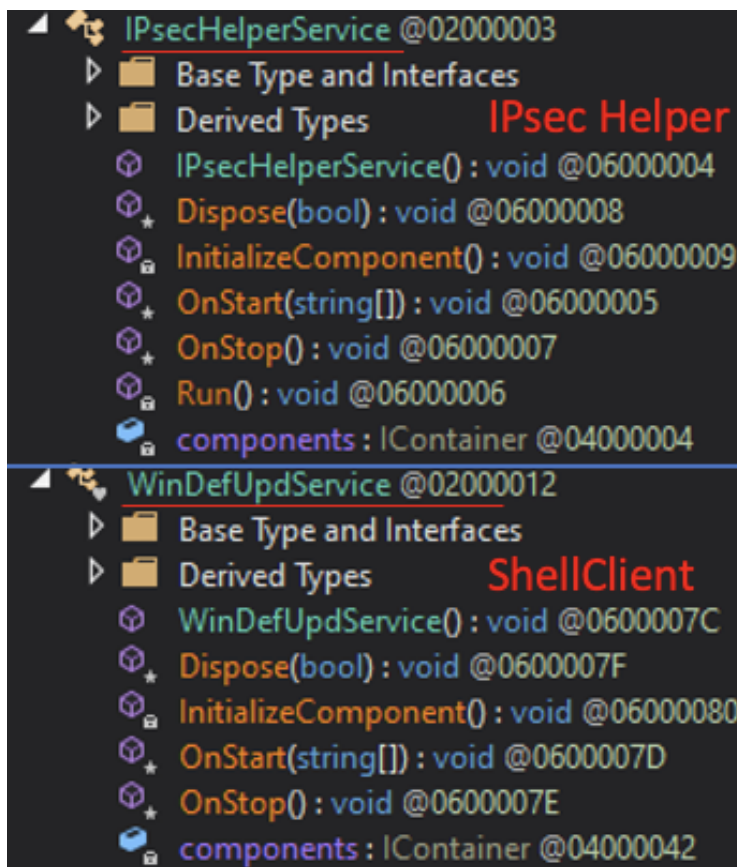 IPsecHelperService @02000003
Base Type and Interfaces
Derived Types
IPsec Helper
IPsecHelperService() : void @06000004
Dispose(bool) : void @06000008
InitializeComponent() : void @06000009
OnStart(string[]) : void @06000005
OnStop() : void @06000007
Run() : void @06000006
components : IContainer @04000004
WinDefUpdService @02000012
Base Type and Interfaces
Derived Types
ShellClient
WinDefUpdService() : void @0600007C
Dispose(bool) : void @0600007F
InitializeComponent() : void @06000080
OnStart(string[]) : void @0600007D
OnStop() : void @0600007E
components : IContainer @04000042